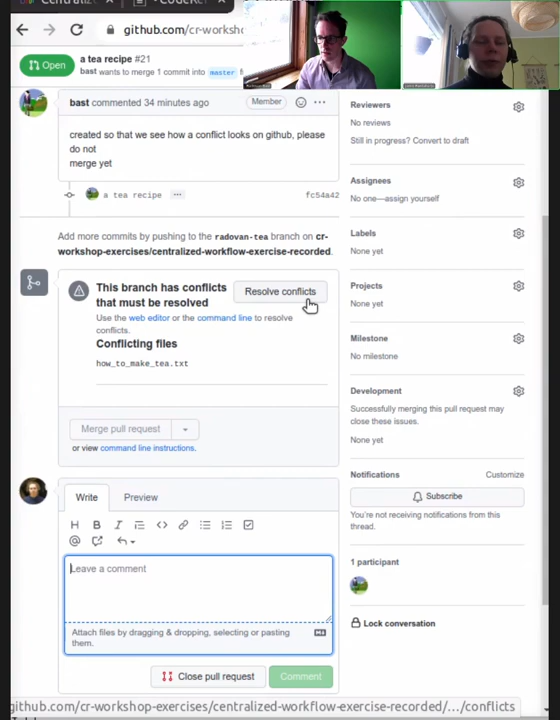 github.com/cr-worksho
Open
a tea recipe #21
bast wants to merge 1 commit into master
bast commented 34 minutes ago
Member
created so that we see how a conflict looks on github, please
do not
merge yet
a tea recipe
fc54a42
Add more commits by pushing to the radovan-tea branch on cr-
workshop-exercises/centralized-workflow-exercise-recorded.
This branch has conflicts
that must be resolved
Resolve conflicts
Use the web editor or the command line to resolve
conflicts.
Conflicting files
how_to_make_tea.txt
Merge pull request
or view command line instructions.
Write
Preview
Leave a comment
Attach files by dragging & dropping, selecting or pasting
them.
Close pull request
Comment
Reviewers
No reviews
Still in progress? Convert to draft
Assignees
No one—assign yourself
Labels
None yet
Projects
None yet
Milestone
No milestone
Development
Successfully merging this pull request may
close these issues.
None yet
Notifications
Customize
Subscribe
You're not receiving notifications from this
thread.
1 participant
Lock conversation
github.com/cr-workshop-exercises/centralized-workflow-exercise-recorded/…/conflicts